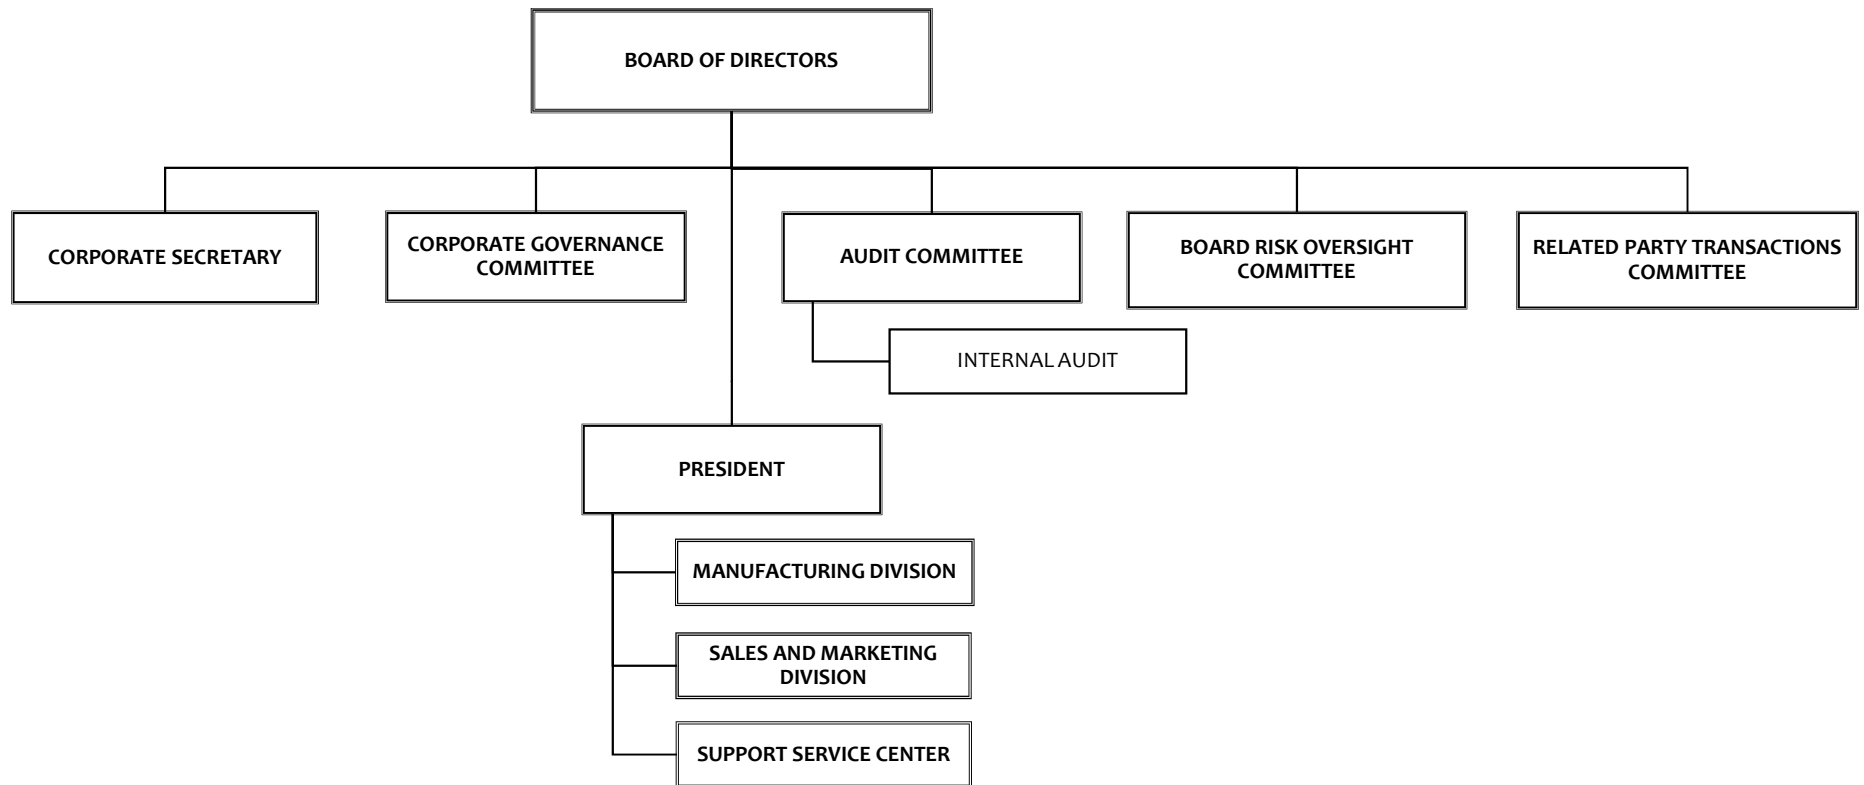 BOARD OF DIRECTORS
CORPORATE SECRETARY
CORPORATE GOVERNANCE
COMMITTEE
AUDIT COMMITTEE
BOARD RISK OVERSIGHT
COMMITTEE
RELATED PARTY TRANSACTIONS
COMMITTEE
INTERNAL AUDIT
PRESIDENT
MANUFACTURING DIVISION
SALES AND MARKETING
DIVISION
SUPPORT SERVICE CENTER